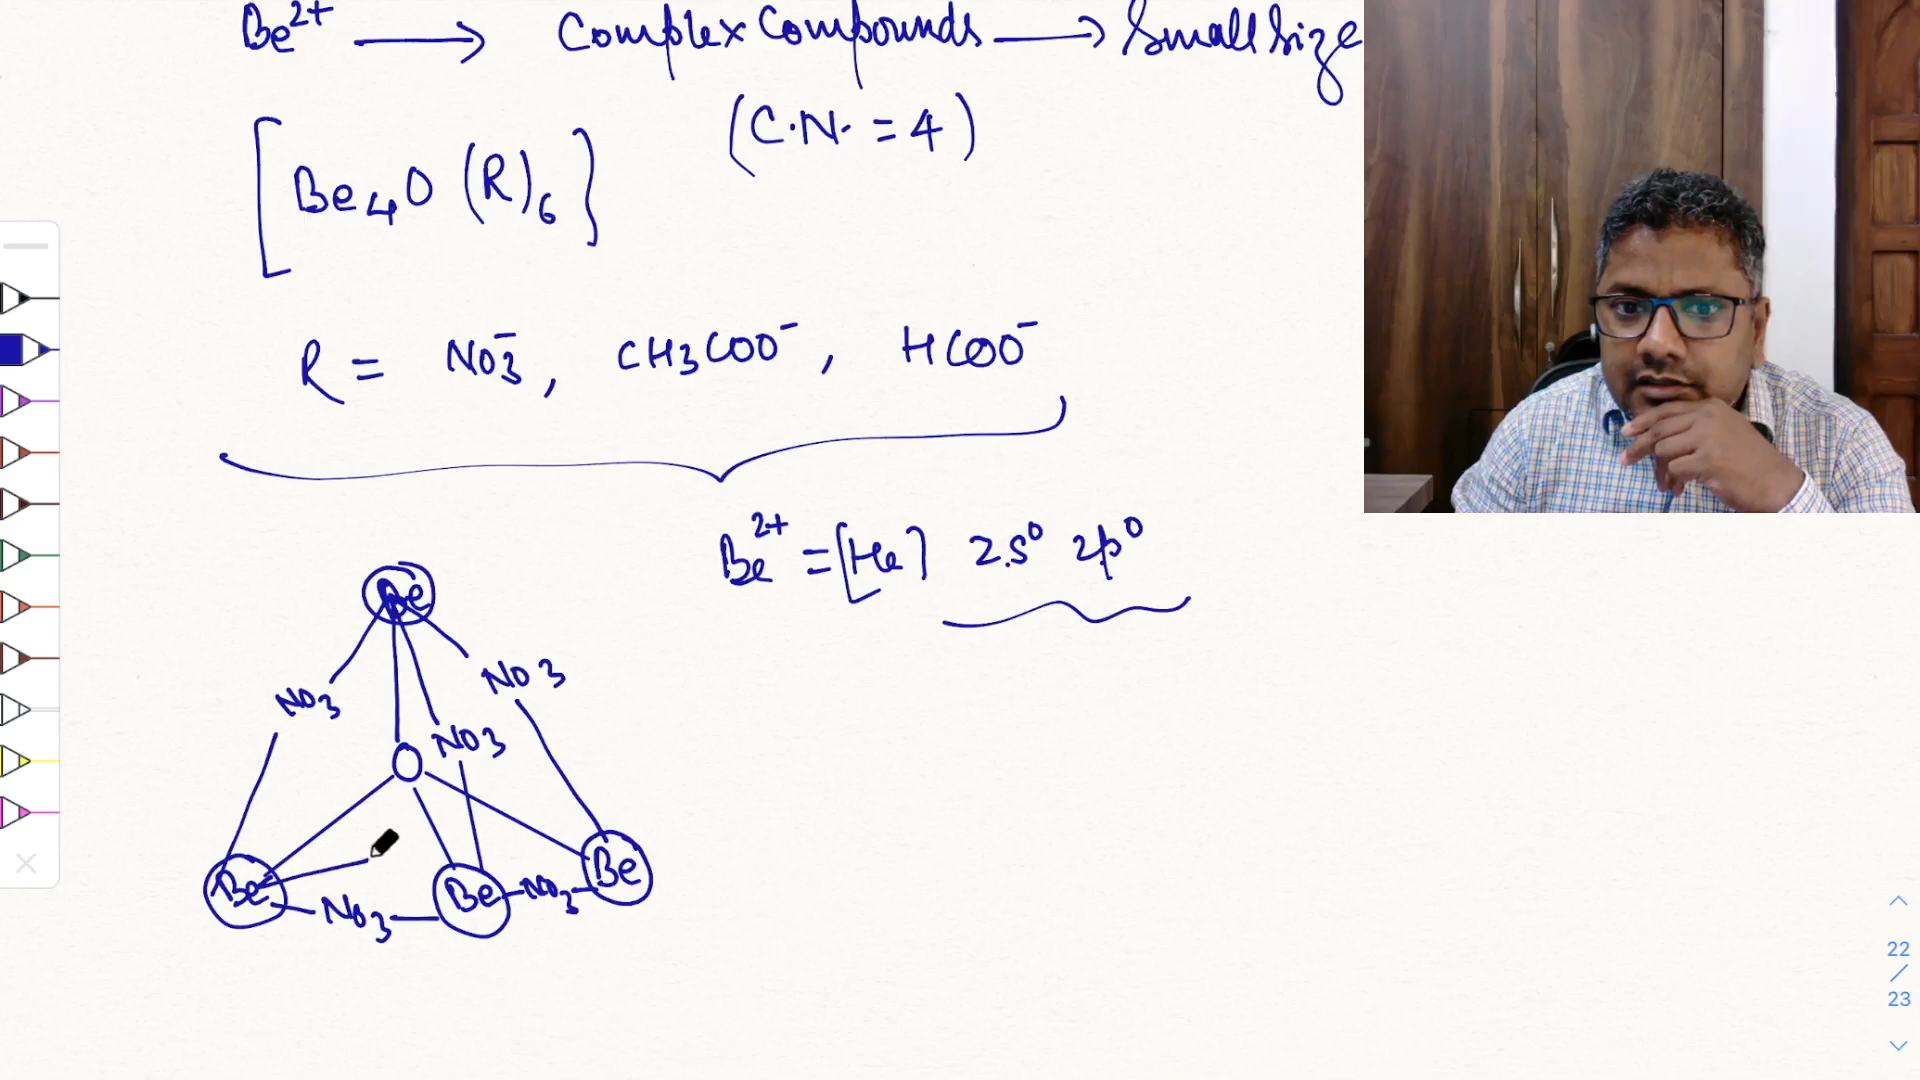 Be²⁺ → Complex Compounds → Small Size
(C.N. = 4)
[Be₄O (R)₆]
R = NO₃⁻, CH₃COO⁻, HCOO⁻
Be²⁺ = [He] 2s⁰ 2p⁰
Be
NO₃ NO₃
NO₃
O
Be NO₃ Be NO₃ Be
22
/
23